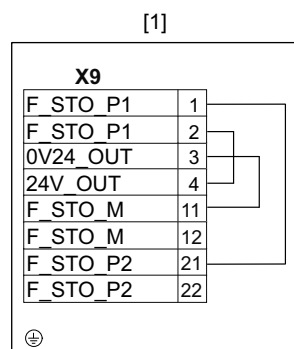 [1]
X9
F_STO_P1 1
F_STO_P1 2
0V24_OUT 3
24V_OUT 4
F_STO_M 11
F_STO_M 12
F_STO_P2 21
F_STO_P2 22